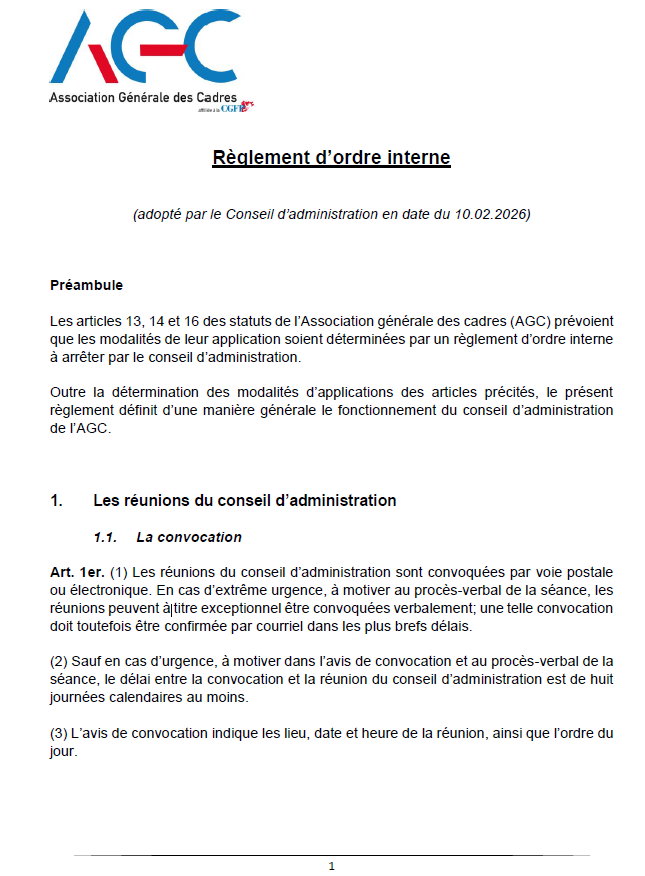 AGC
Association Générale des Cadres
affiliée à la CGFP
Règlement d’ordre interne
(adopté par le Conseil d’administration en date du 10.02.2026)
Préambule
Les articles 13, 14 et 16 des statuts de l’Association générale des cadres (AGC) prévoient
que les modalités de leur application soient déterminées par un règlement d’ordre interne
à arrêter par le conseil d’administration.
Outre la détermination des modalités d’applications des articles précités, le présent
règlement définit d’une manière générale le fonctionnement du conseil d’administration
de l’AGC.
1. Les réunions du conseil d’administration
1.1. La convocation
Art. 1er. (1) Les réunions du conseil d’administration sont convoquées par voie postale
ou électronique. En cas d’extrême urgence, à motiver au procès-verbal de la séance, les
réunions peuvent à titre exceptionnel être convoquées verbalement; une telle convocation
doit toutefois être confirmée par courriel dans les plus brefs délais.
(2) Sauf en cas d’urgence, à motiver dans l’avis de convocation et au procès-verbal de la
séance, le délai entre la convocation et la réunion du conseil d’administration est de huit
journées calendaires au moins.
(3) L’avis de convocation indique les lieu, date et heure de la réunion, ainsi que l’ordre du
jour.
1